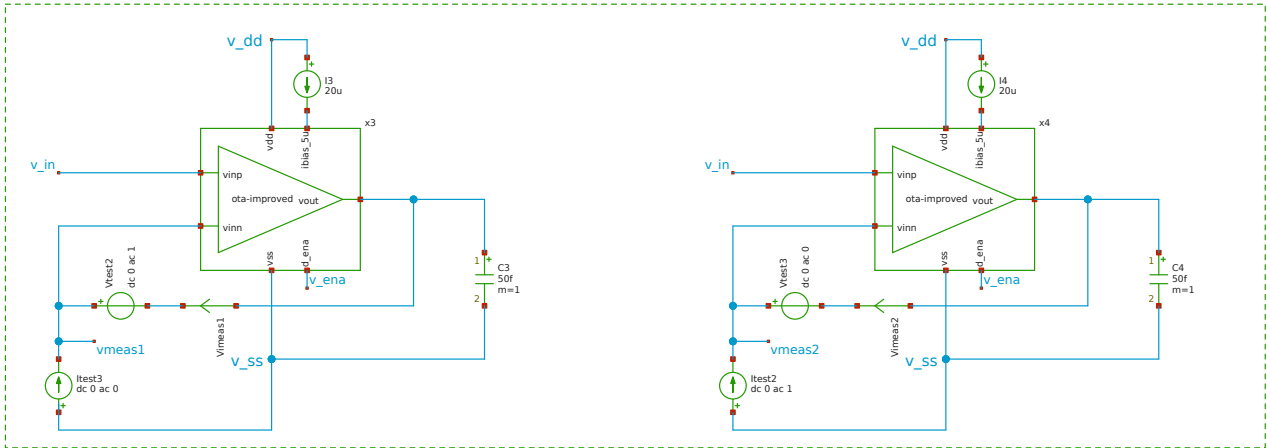 v_dd
+
I3
20u
x3
vdd
ibias_5u
v_in
vinp
ota-improved
vout
vinn
vss
d_ena
v_ena
Vtest2
dc 0 ac 1
+
Vimeas1
1
+
C3
50f
2
m=1
vmeas1
v_ss
Itest3
dc 0 ac 0
+
v_dd
+
I4
20u
x4
vdd
ibias_5u
v_in
vinp
ota-improved
vout
vinn
vss
d_ena
v_ena
Vtest3
dc 0 ac 0
+
Vimeas2
1
+
C4
50f
2
m=1
vmeas2
v_ss
Itest2
dc 0 ac 1
+